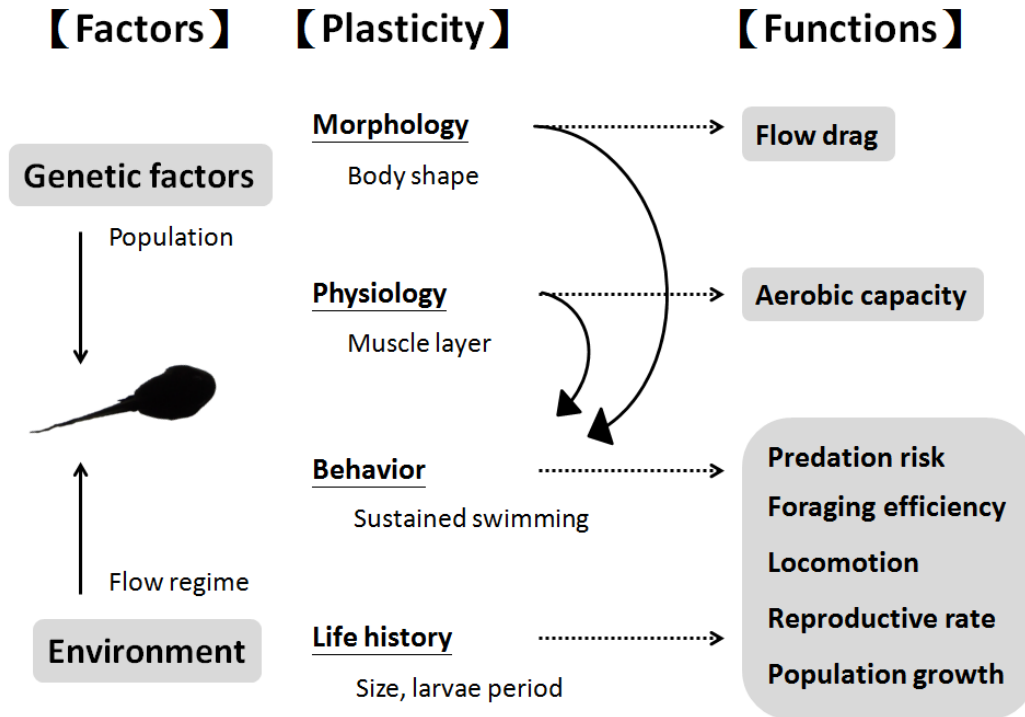 【Factors】
【Plasticity】
【Functions】
Genetic factors
Population
Flow regime
Environment
Morphology
Body shape
Physiology
Muscle layer
Behavior
Sustained swimming
Life history
Size, larvae period
Flow drag
Aerobic capacity
Predation risk
Foraging efficiency
Locomotion
Reproductive rate
Population growth